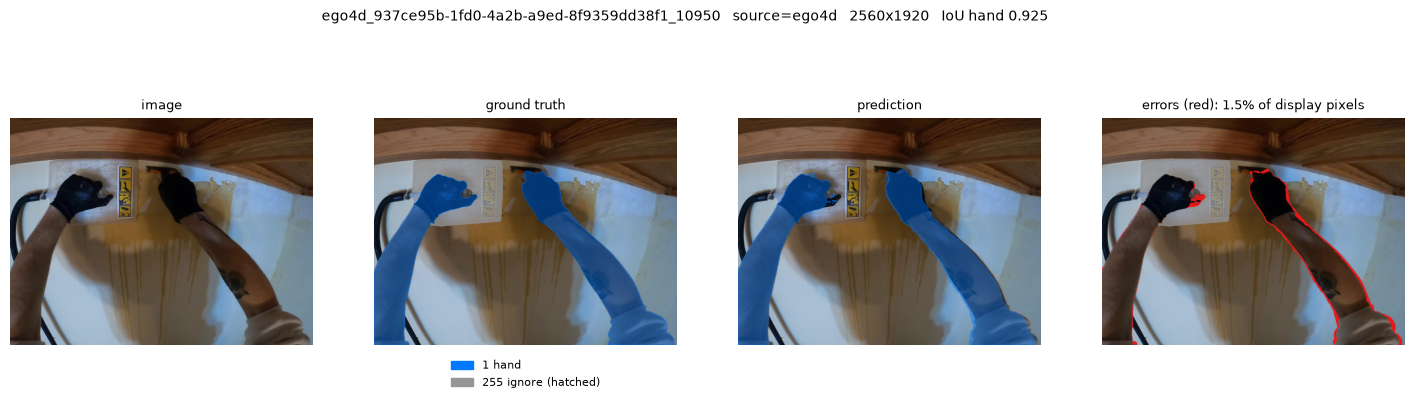 ego4d_937ce95b-1fd0-4a2b-a9ed-8f9359dd38f1_10950 source=ego4d 2560x1920 IoU hand 0.925
image
ground truth
prediction
errors (red): 1.5% of display pixels
1 hand
255 ignore (hatched)